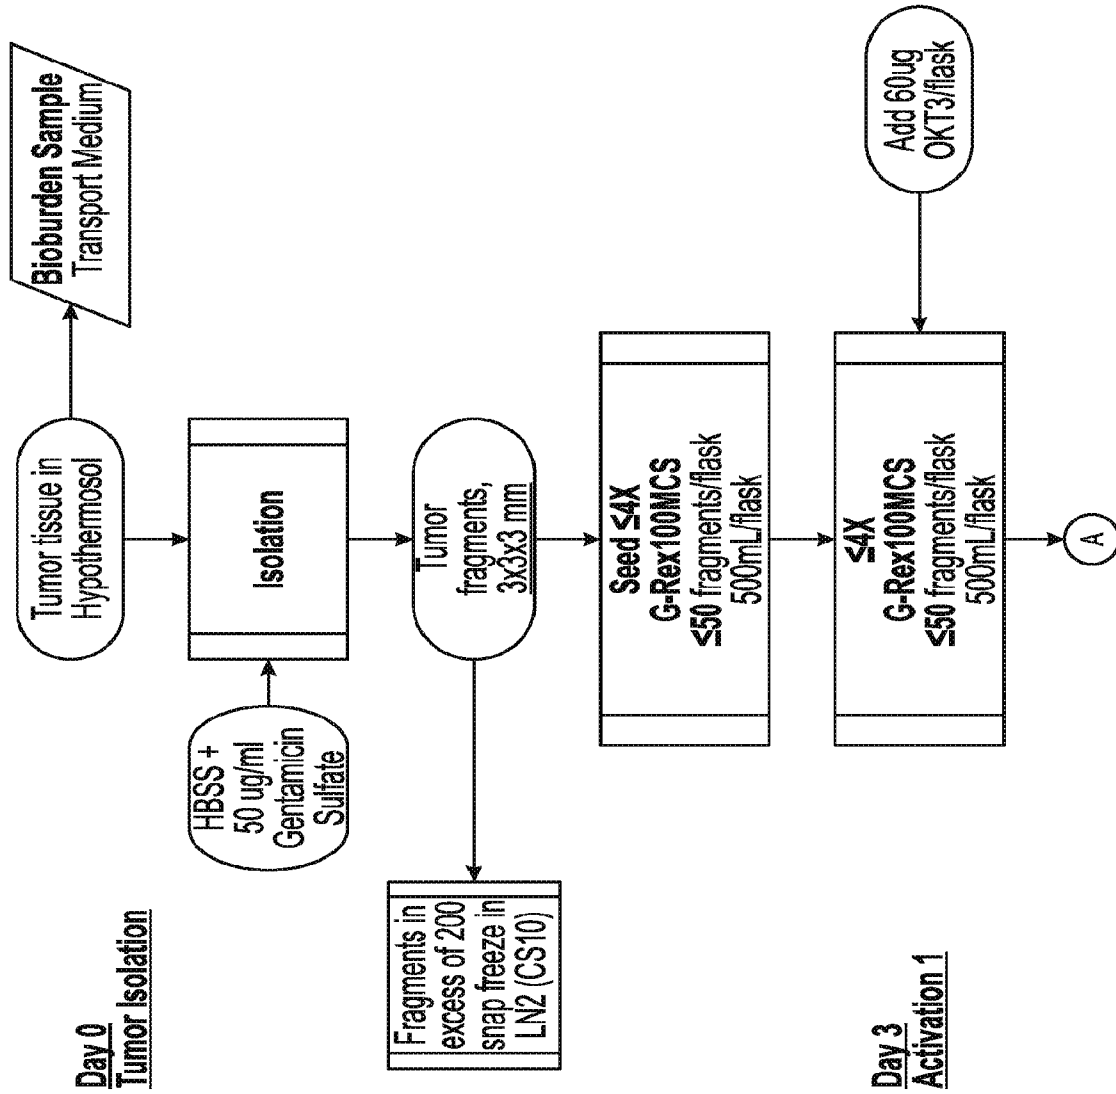 Day 0
Tumor Isolation
Tumor tissue in
Hypothermosol
Bioburden Sample
Transport Medium
HBSS +
50 ug/ml
Gentamicin
Sulfate
Isolation
Fragments in
excess of 200
snap freeze in
LN2 (CS10)
Tumor
fragments,
3x3x3 mm
Seed ≤4X
G-Rex100MCS
≤50 fragments/flask
500mL/flask
Day 3
Activation 1
≤4X
G-Rex100MCS
≤50 fragments/flask
500mL/flask
Add 60ug
OKT3/flask
A